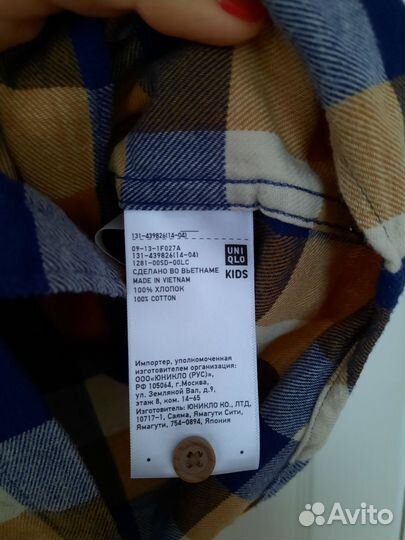 131-439826(14-04)
09-13-1F027A
131-439826(14-04)
1281-00SD-00LC
СДЕЛАНО ВО ВЬЕТНАМЕ
MADE IN VIETNAM
100% ХЛОПОК
100% COTTON
UNI
QLO
KIDS
Импортер, уполномоченная
изготовителем организация:
ООО «ЮНИКЛО (РУС)»,
РФ 105064, г.Москва,
ул. Земляной Вал, д.9,
этаж 8, ком. 14-65
Изготовитель: ЮНИКЛО КО., ЛТД,
10717-1, Саяма, Ямагути Сити,
Ямагути, 754-0894, Япония
Avito